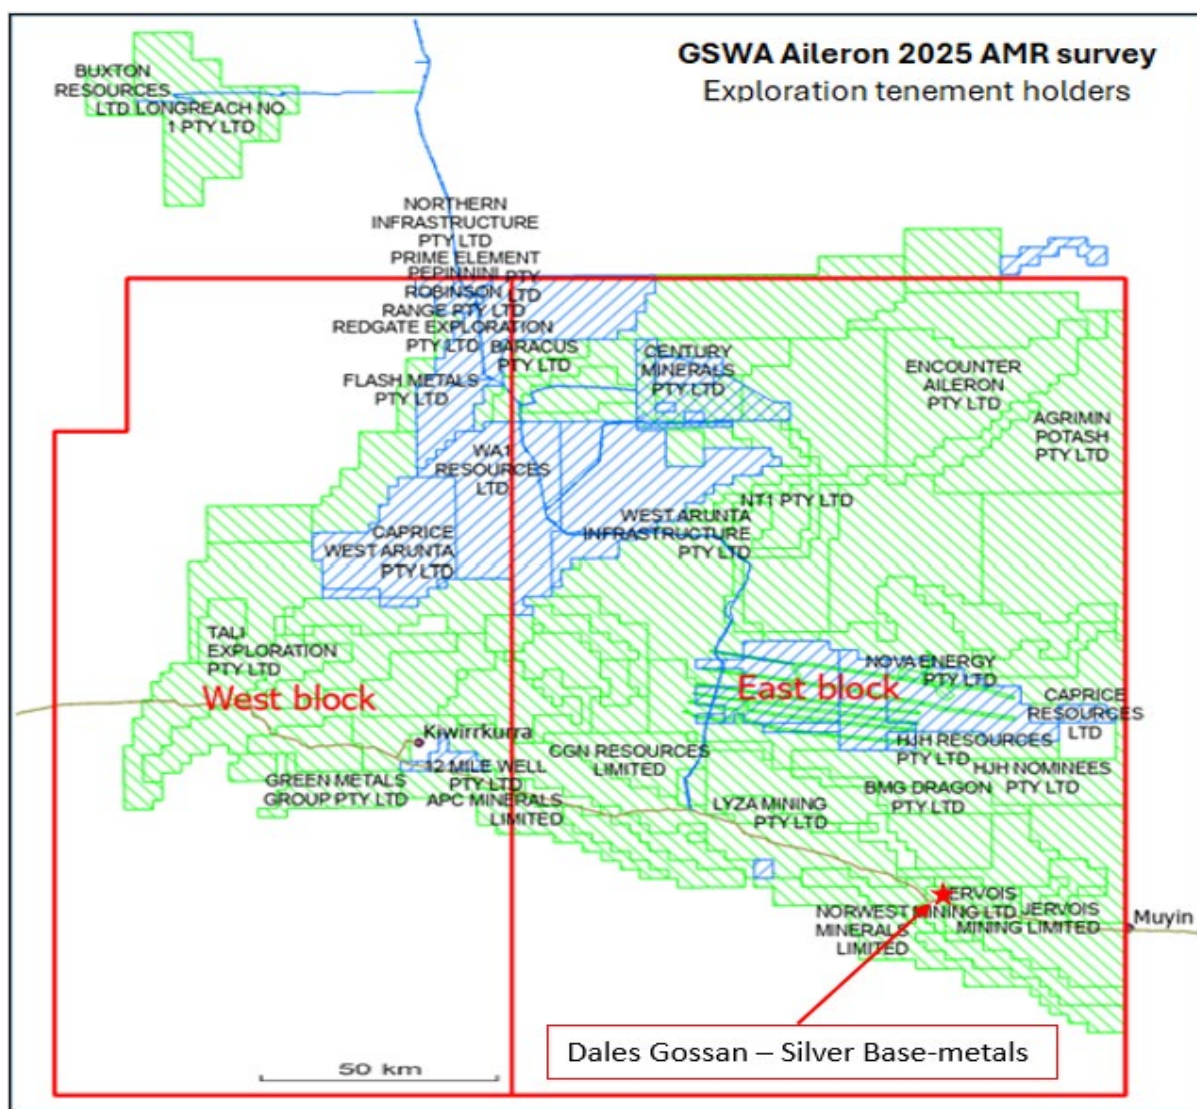 GSWA Aileron 2025 AMR survey
Exploration tenement holders
BUXTON
RESOURCES
LTD LONGREACH NO
1 PTY LTD
NORTHERN
INFRASTRUCTURE
PTY LTD
PRIME ELEMENT
PEPINNINI PTY
ROBINSON LTD
RANGE PTY LTD
REDGATE EXPLORATION
PTY LTD
BARACUS
PTY LTD
FLASH METALS
PTY LTD
CENTURY
MINERALS
PTY LTD
ENCOUNTER
AILERON
PTY LTD
AGRIMIN
POTASH
PTY LTD
WA1
RESOURCES
LTD
NT1 PTY LTD
WEST ARUNTA
INFRASTRUCTURE
PTY LTD
CAPRICE
WEST ARUNTA
PTY LTD
TALI
EXPLORATION
PTY LTD
West block
East block
NOVA ENERGY
PTY LTD
CAPRICE
RESOURCES
LTD
Kiwirrkurra
12 MILE WELL
PTY LTD
CGN RESOURCES
LIMITED
HJH RESOURCES
PTY LTD
HJH NOMINEES
PTY LTD
GREEN METALS
GROUP PTY LTD
APC MINERALS
LIMITED
BMG DRAGON
PTY LTD
LYZA MINING
PTY LTD
ERVOIS
MINING LTD
NORWEST
MINERALS
LIMITED
JERVOIS
MINING LIMITED
Muyin
Dales Gossan – Silver Base-metals
50 km